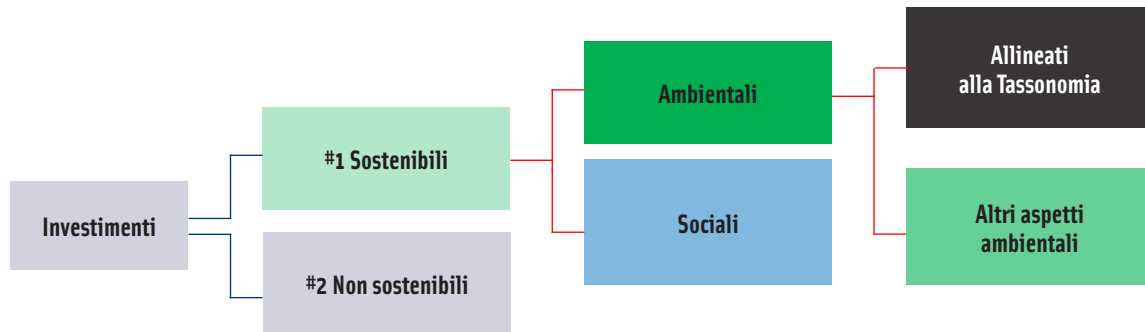 Investimenti
#1 Sostenibili
#2 Non sostenibili
Ambientali
Sociali
Allineati
alla Tassonomia
Altri aspetti
ambientali